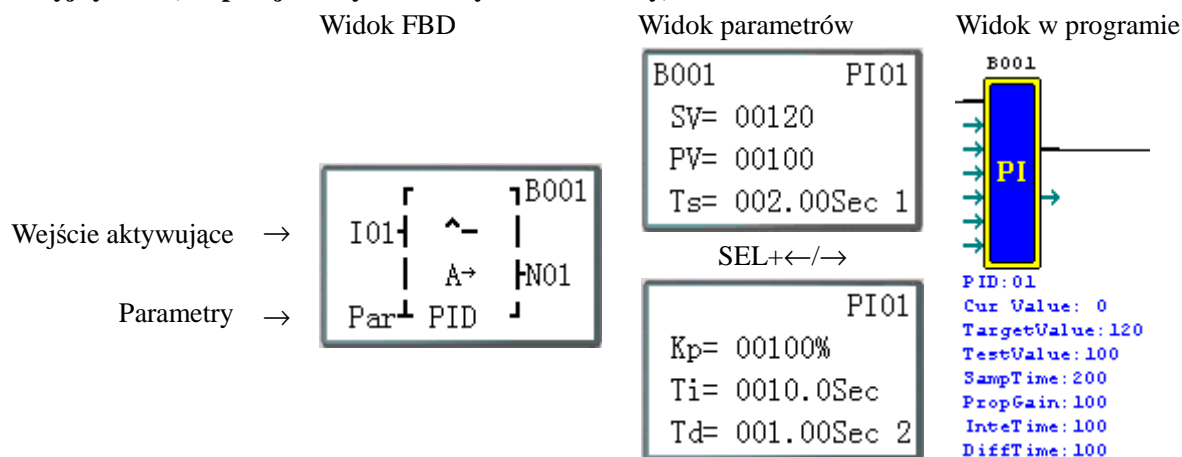 Widok FBD
Widok parametrów
Widok w programie
B001 PI01
SV= 00120
PV= 00100
Ts= 002.00Sec 1
SEL+←/→
PI01
Kp= 00100%
Ti= 0010.0Sec
Td= 001.00Sec 2
Wejście aktywujące →
Parametry →
B001
I01
A→
N01
Par PID
B001
PI
PID:01
Cur Value: 0
TargetValue:120
TestValue:100
SampTime:200
PropGain:100
InteTime:100
DiffTime:100